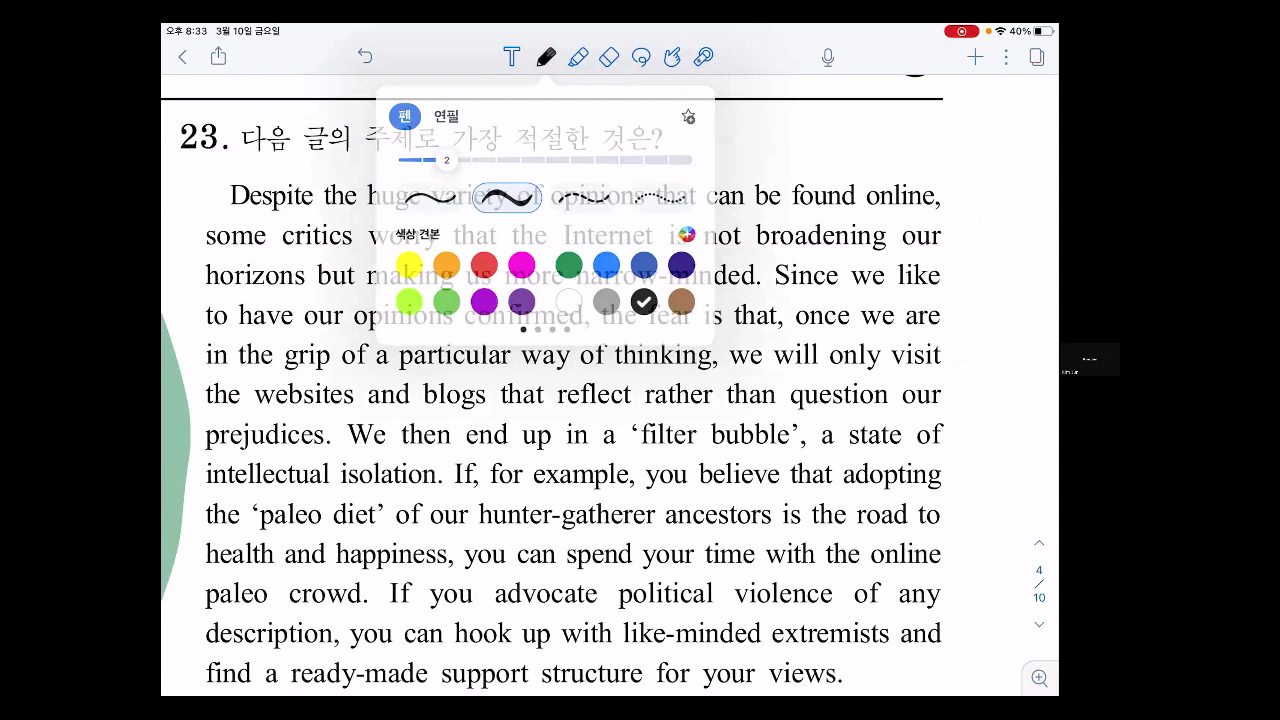 오후 8:33 3월 10일 금요일
40%
T
펜 연필
23. 다음 글의 주제로 가장 적절한 것은?
2
Despite the huge variety of opinions that can be found online,
색상 견본
some critics worry that the Internet is not broadening our
horizons but making us more narrow-minded. Since we like
to have our opinions confirmed, the fear is that, once we are
in the grip of a particular way of thinking, we will only visit
the websites and blogs that reflect rather than question our
prejudices. We then end up in a ‘filter bubble’, a state of
intellectual isolation. If, for example, you believe that adopting
the ‘paleo diet’ of our hunter-gatherer ancestors is the road to
health and happiness, you can spend your time with the online
paleo crowd. If you advocate political violence of any
description, you can hook up with like-minded extremists and
find a ready-made support structure for your views.
4
10